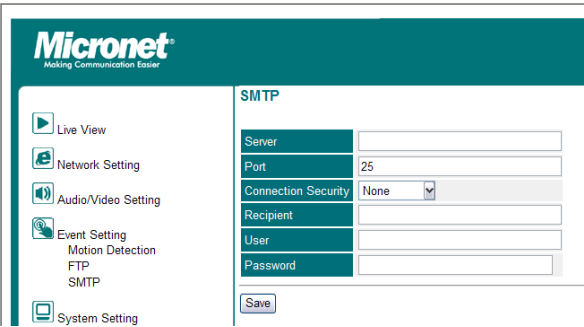 Micronet®
Making Communication Easier
Live View
Network Setting
Audio/Video Setting
Event Setting
Motion Detection
FTP
SMTP
System Setting
SMTP
Server
Port 25
Connection Security None
Recipient
User
Password
Save